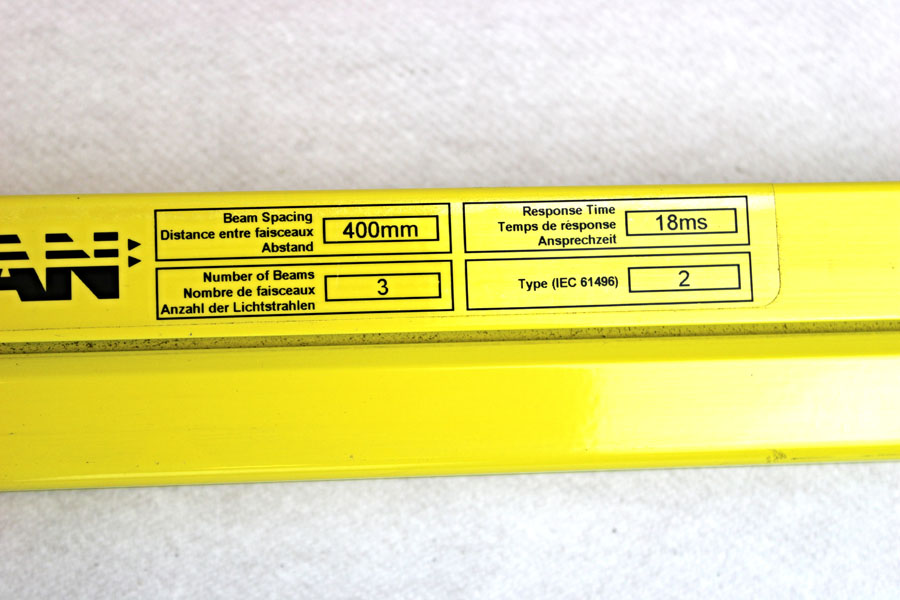 AN
Beam Spacing
Distance entre faisceaux
Abstand
400mm
Number of Beams
Nombre de faisceaux
Anzahl der Lichtstrahlen
3
Response Time
Temps de résponse
Ansprechzeit
18ms
Type (IEC 61496)
2